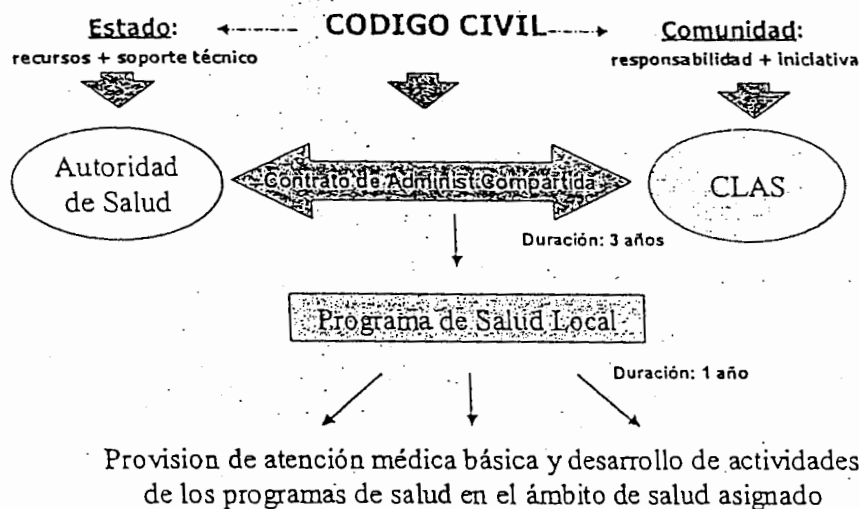 Estado: CODIGO CIVIL Comunidad:
recursos + soporte técnico responsabilidad + iniciativa
Autoridad
de Salud
Contrato de Administ.Compartida
CLAS
Duración: 3 años
Programa de Salud Local
Duración: 1 año
Provision de atención médica básica y desarrollo de actividades
de los programas de salud en el ámbito de salud asignado